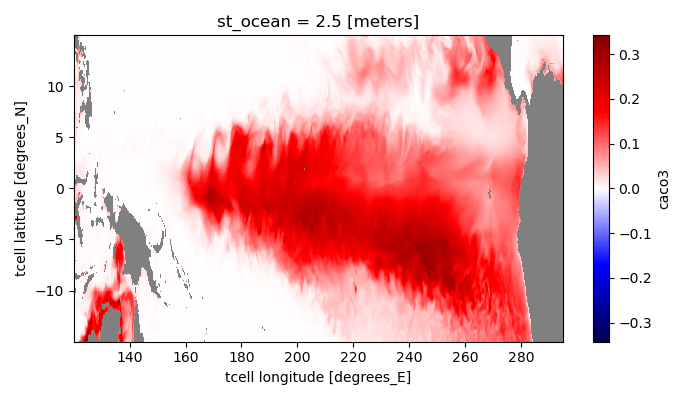 st_ocean = 2.5 [meters]
tcell latitude [degrees_N]
10
5
0
−5
−10
140 160 180 200 220 240 260 280
tcell longitude [degrees_E]
0.3
0.2
0.1
0.0
−0.1
−0.2
−0.3
caco3